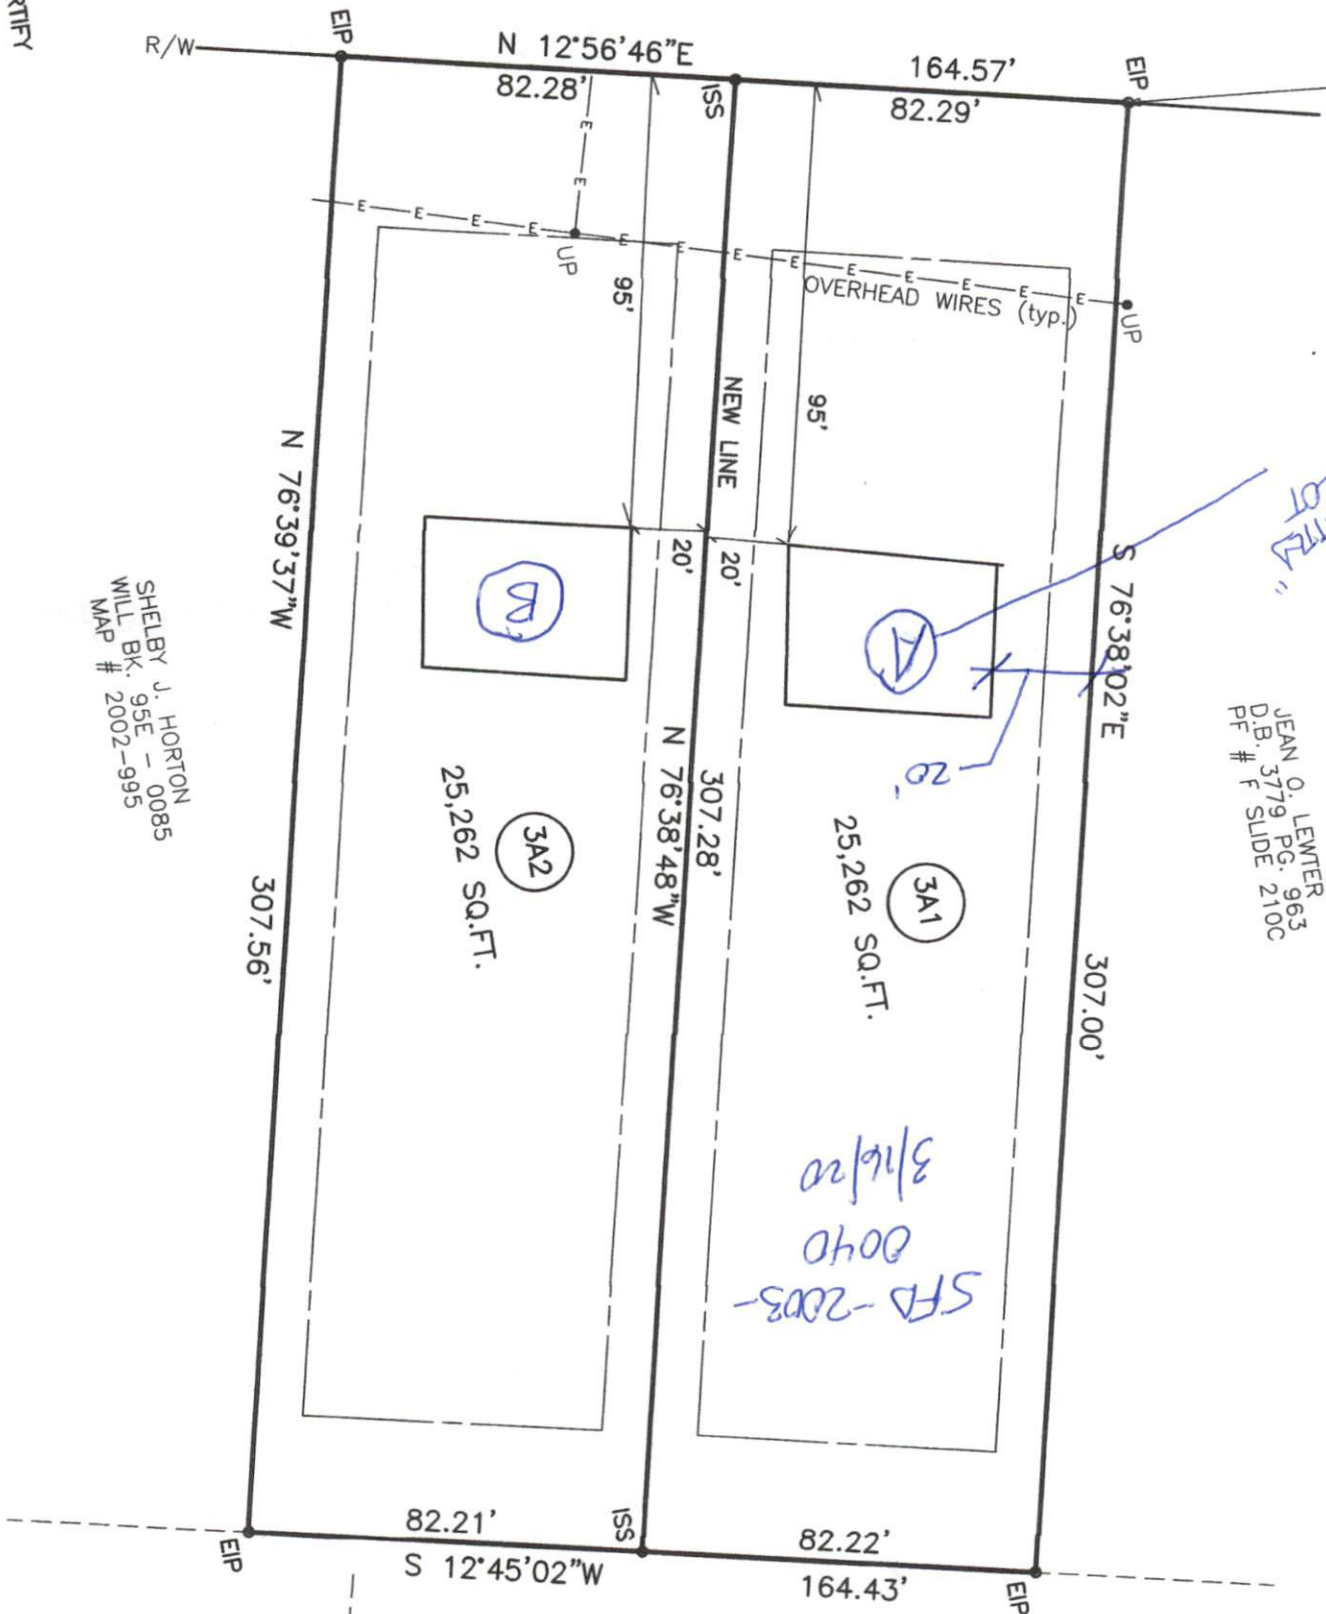 RTIFY
R/W
EIP
N 12°56'46"E
82.28'
ISS
164.57'
82.29'
EIP
E
E
E
E
E
E
UP
E
E
E
E
E
E
E
E
E
OVERHEAD WIRES (typ.)
UP
95'
95'
NEW LINE
20'
20'
A
B
20'
S 76°38'02"E
307.00'
N 76°39'37"W
307.56'
N 76°38'48"W
307.28'
JEAN O. LEWTER
D.B. 3779 PG. 963
PF # F SLIDE 210C
SHELBY J. HORTON
WILL BK. 95E - 0085
MAP # 2002-995
3A1
25,262 SQ.FT.
3A2
25,262 SQ.FT.
SFD-2003-
0040
3/16/20
EIP
82.21'
S 12°45'02"W
ISS
82.22'
164.43'
EIP